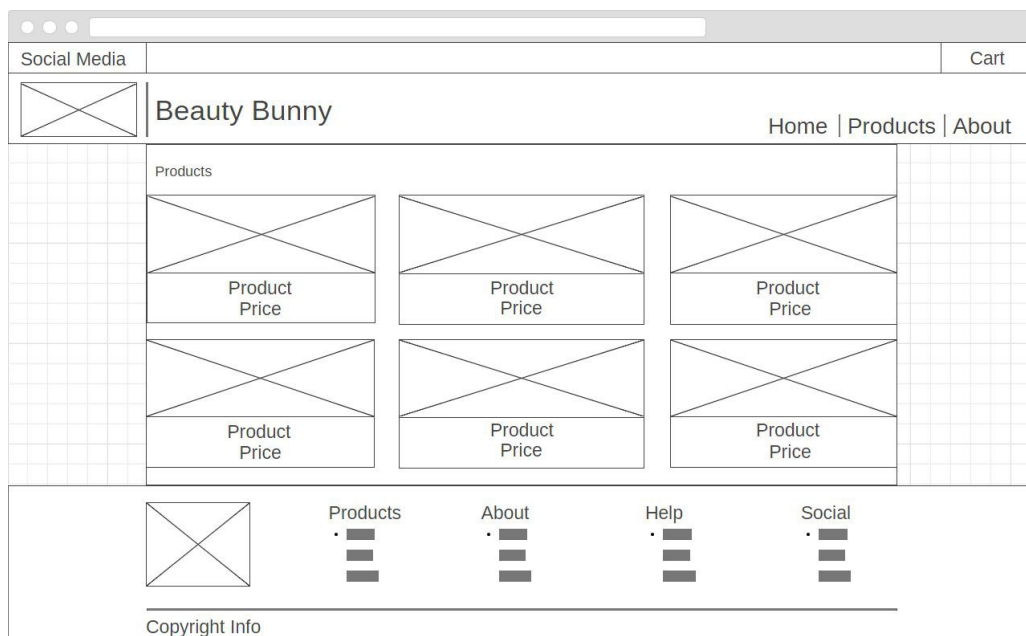 Social Media
Cart
Beauty Bunny
Home Products About
Products
Product Product Product
Price Price Price
Product Product Product
Price Price Price
Products About Help Social
Copyright Info